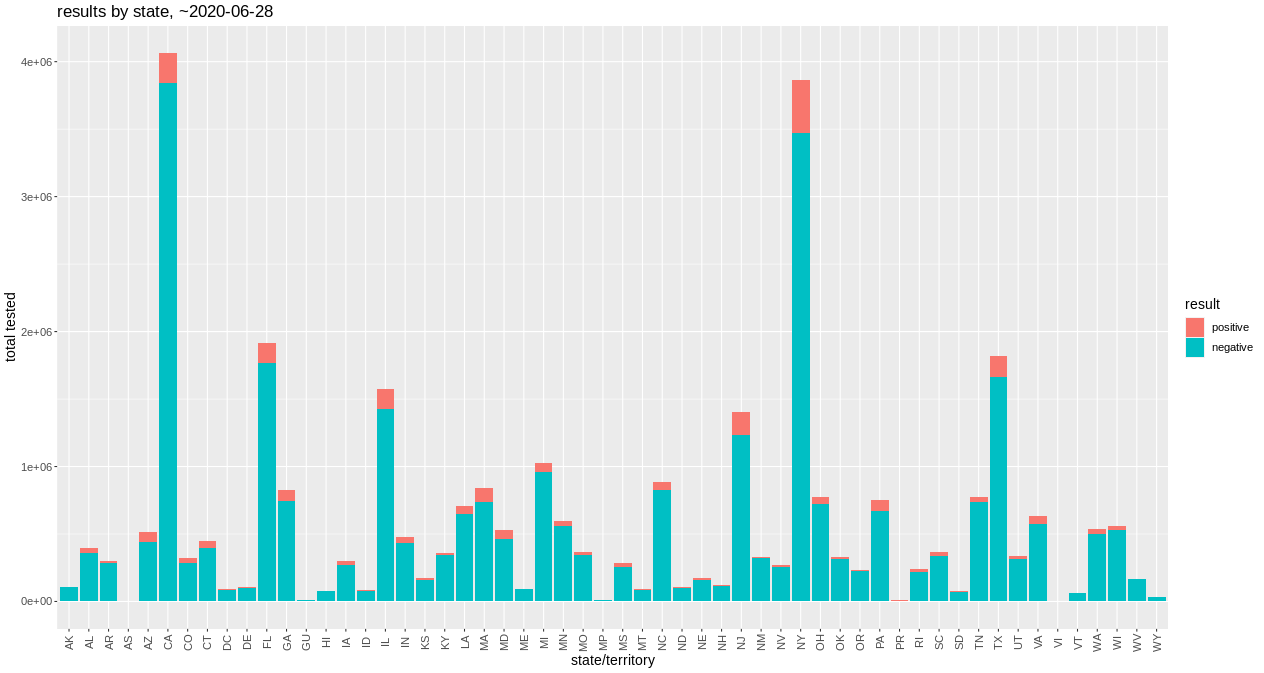 results by state, ~2020-06-28
4e+06
3e+06
2e+06
1e+06
0e+00
total tested
AK AL AR AS AZ CA CO CT DC DE FL GA GU HI IA ID IL IN KS KY LA MA MD ME MI MN MO MP MS MT NC ND NE NH NJ NM NV NY OH OK OR PA PR RI SC SD TN TX UT VA VI VT WA WI WV WY
state/territory
result
positive
negative